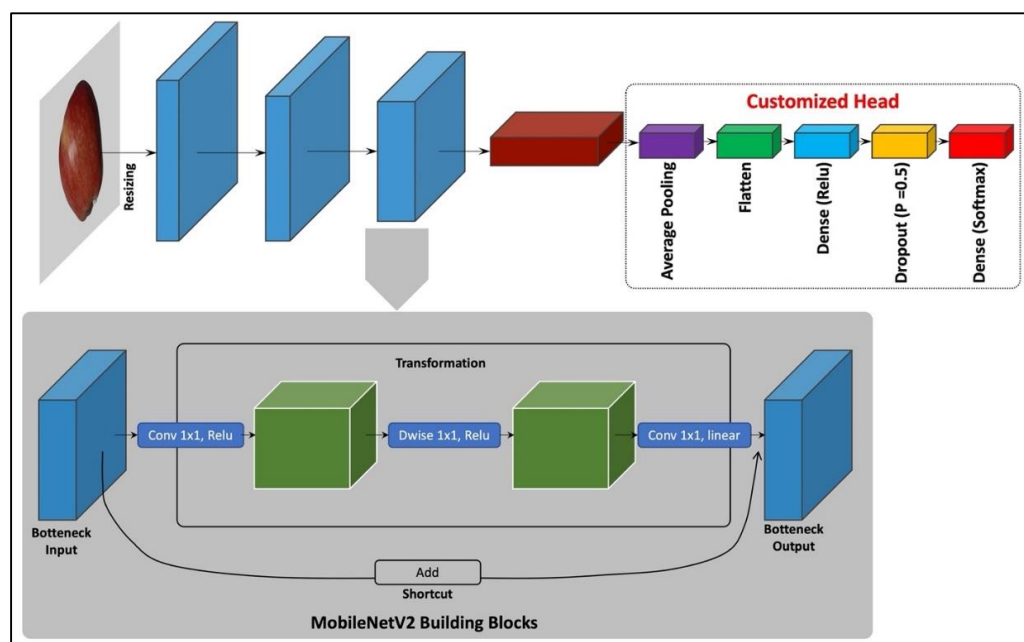 Customized Head
Resizing
Average Pooling
Flatten
Dense (Relu)
Dropout (P =0.5)
Dense (Softmax)
Transformation
Conv 1x1, Relu
Dwise 1x1, Relu
Conv 1x1, linear
Botteneck
Input
Botteneck
Output
Add
Shortcut
MobileNetV2 Building Blocks